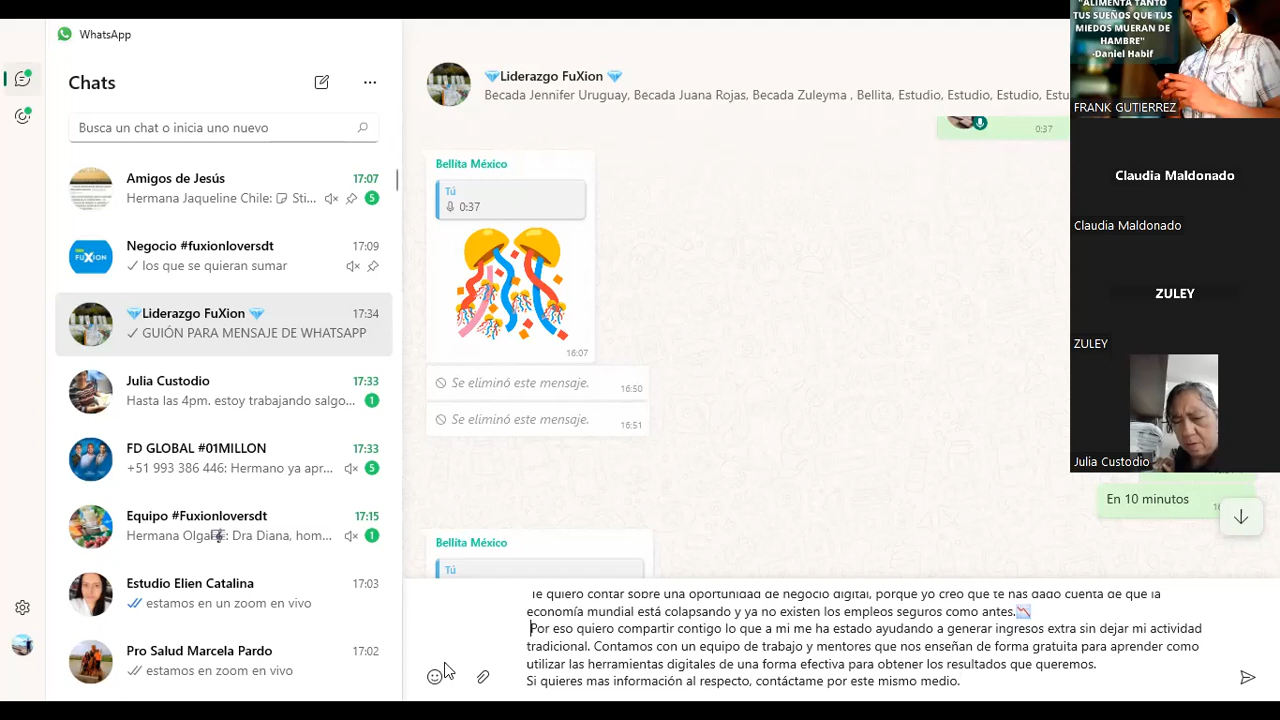 WhatsApp
Chats
Busca un chat o inicia uno nuevo
Amigos de Jesús
17:07
Hermana Jaqueline Chile:
Sti...
5
Negocio #fuxionloversdt
17:09
los que se quieran sumar
FUXION
Liderazgo FuXion
17:34
GUIÓN PARA MENSAJE DE WHATSAPP
Julia Custodio
17:33
Hasta las 4pm. estoy trabajando salgo...
1
FD GLOBAL #01MILLON
17:33
+51 993 386 446: Hermano ya apr...
5
Equipo #Fuxionloversdt
17:15
Dra Diana, hom...
1
Estudio Elien Catalina
17:03
estamos en un zoom en vivo
Pro Salud Marcela Pardo
17:02
estamos en zoom en vivo
Liderazgo FuXion
Becada Jennifer Uruguay, Becada Juana Rojas, Becada Zuleyma , Bellita, Estudio, Estudio, Estudio, Estu
0:37
Bellita México
Tú
0:37
16:07
Se eliminó este mensaje.
16:50
Se eliminó este mensaje.
16:51
En 10 minutos
Bellita México
Tú
Te quiero contar sobre una oportunidad de negocio digital, porque yo creo que te has dado cuenta de que la
economía mundial está colapsando y ya no existen los empleos seguros como antes.📉
Por eso quiero compartir contigo lo que a mi me ha estado ayudando a generar ingresos extra sin dejar mi actividad
tradicional. Contamos con un equipo de trabajo y mentores que nos enseñan de forma gratuita para aprender como
utilizar las herramientas digitales de una forma efectiva para obtener los resultados que queremos.
Si quieres mas información al respecto, contáctame por este mismo medio.
"ALIMENTA TANTO
TUS SUEÑOS QUE TUS
MIEDOS MUERAN DE
HAMBRE"
-Daniel Habif
FRANK GUTIERREZ
Claudia Maldonado
Claudia Maldonado
ZULEY
ZULEY
Julia Custodio